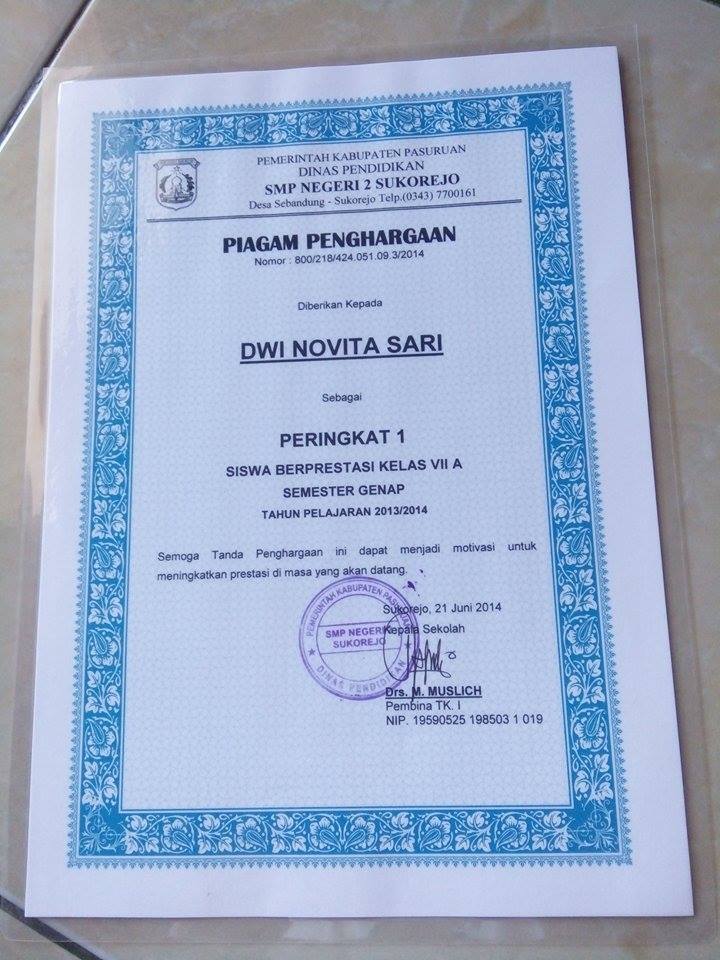 PEMERINTAH KABUPATEN PASURUAN
DINAS PENDIDIKAN
SMP NEGERI 2 SUKOREJO
Desa Sebandung - Sukorejo Telp.(0343) 7700161
PIAGAM PENGHARGAAN
Nomor : 800/218/424.051.09.3/2014
Diberikan Kepada
DWI NOVITA SARI
Sebagai
PERINGKAT 1
SISWA BERPRESTASI KELAS VII A
SEMESTER GENAP
TAHUN PELAJARAN 2013/2014
Semoga Tanda Penghargaan ini dapat menjadi motivasi untuk
meningkatkan prestasi di masa yang akan datang.
Sukorejo, 21 Juni 2014
Kepala Sekolah
PEMERINTAH KABUPATEN PASURUAN
SMP NEGERI
SUKOREJO
DINAS PENDIDIKAN
Drs. M. MUSLICH
Pembina TK. I
NIP. 19590525 198503 1 019